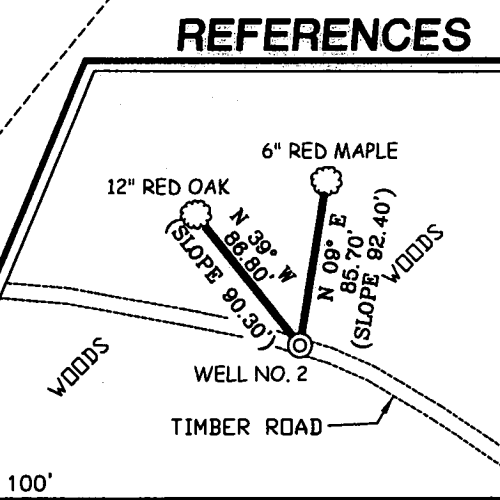 REFERENCES
6" RED MAPLE
12" RED OAK
N 39° W
86.80'
(SLOPE 90.30')
N 09° E
85.70'
(SLOPE 92.40')
WOODS
WOODS
WELL NO. 2
TIMBER ROAD
100'